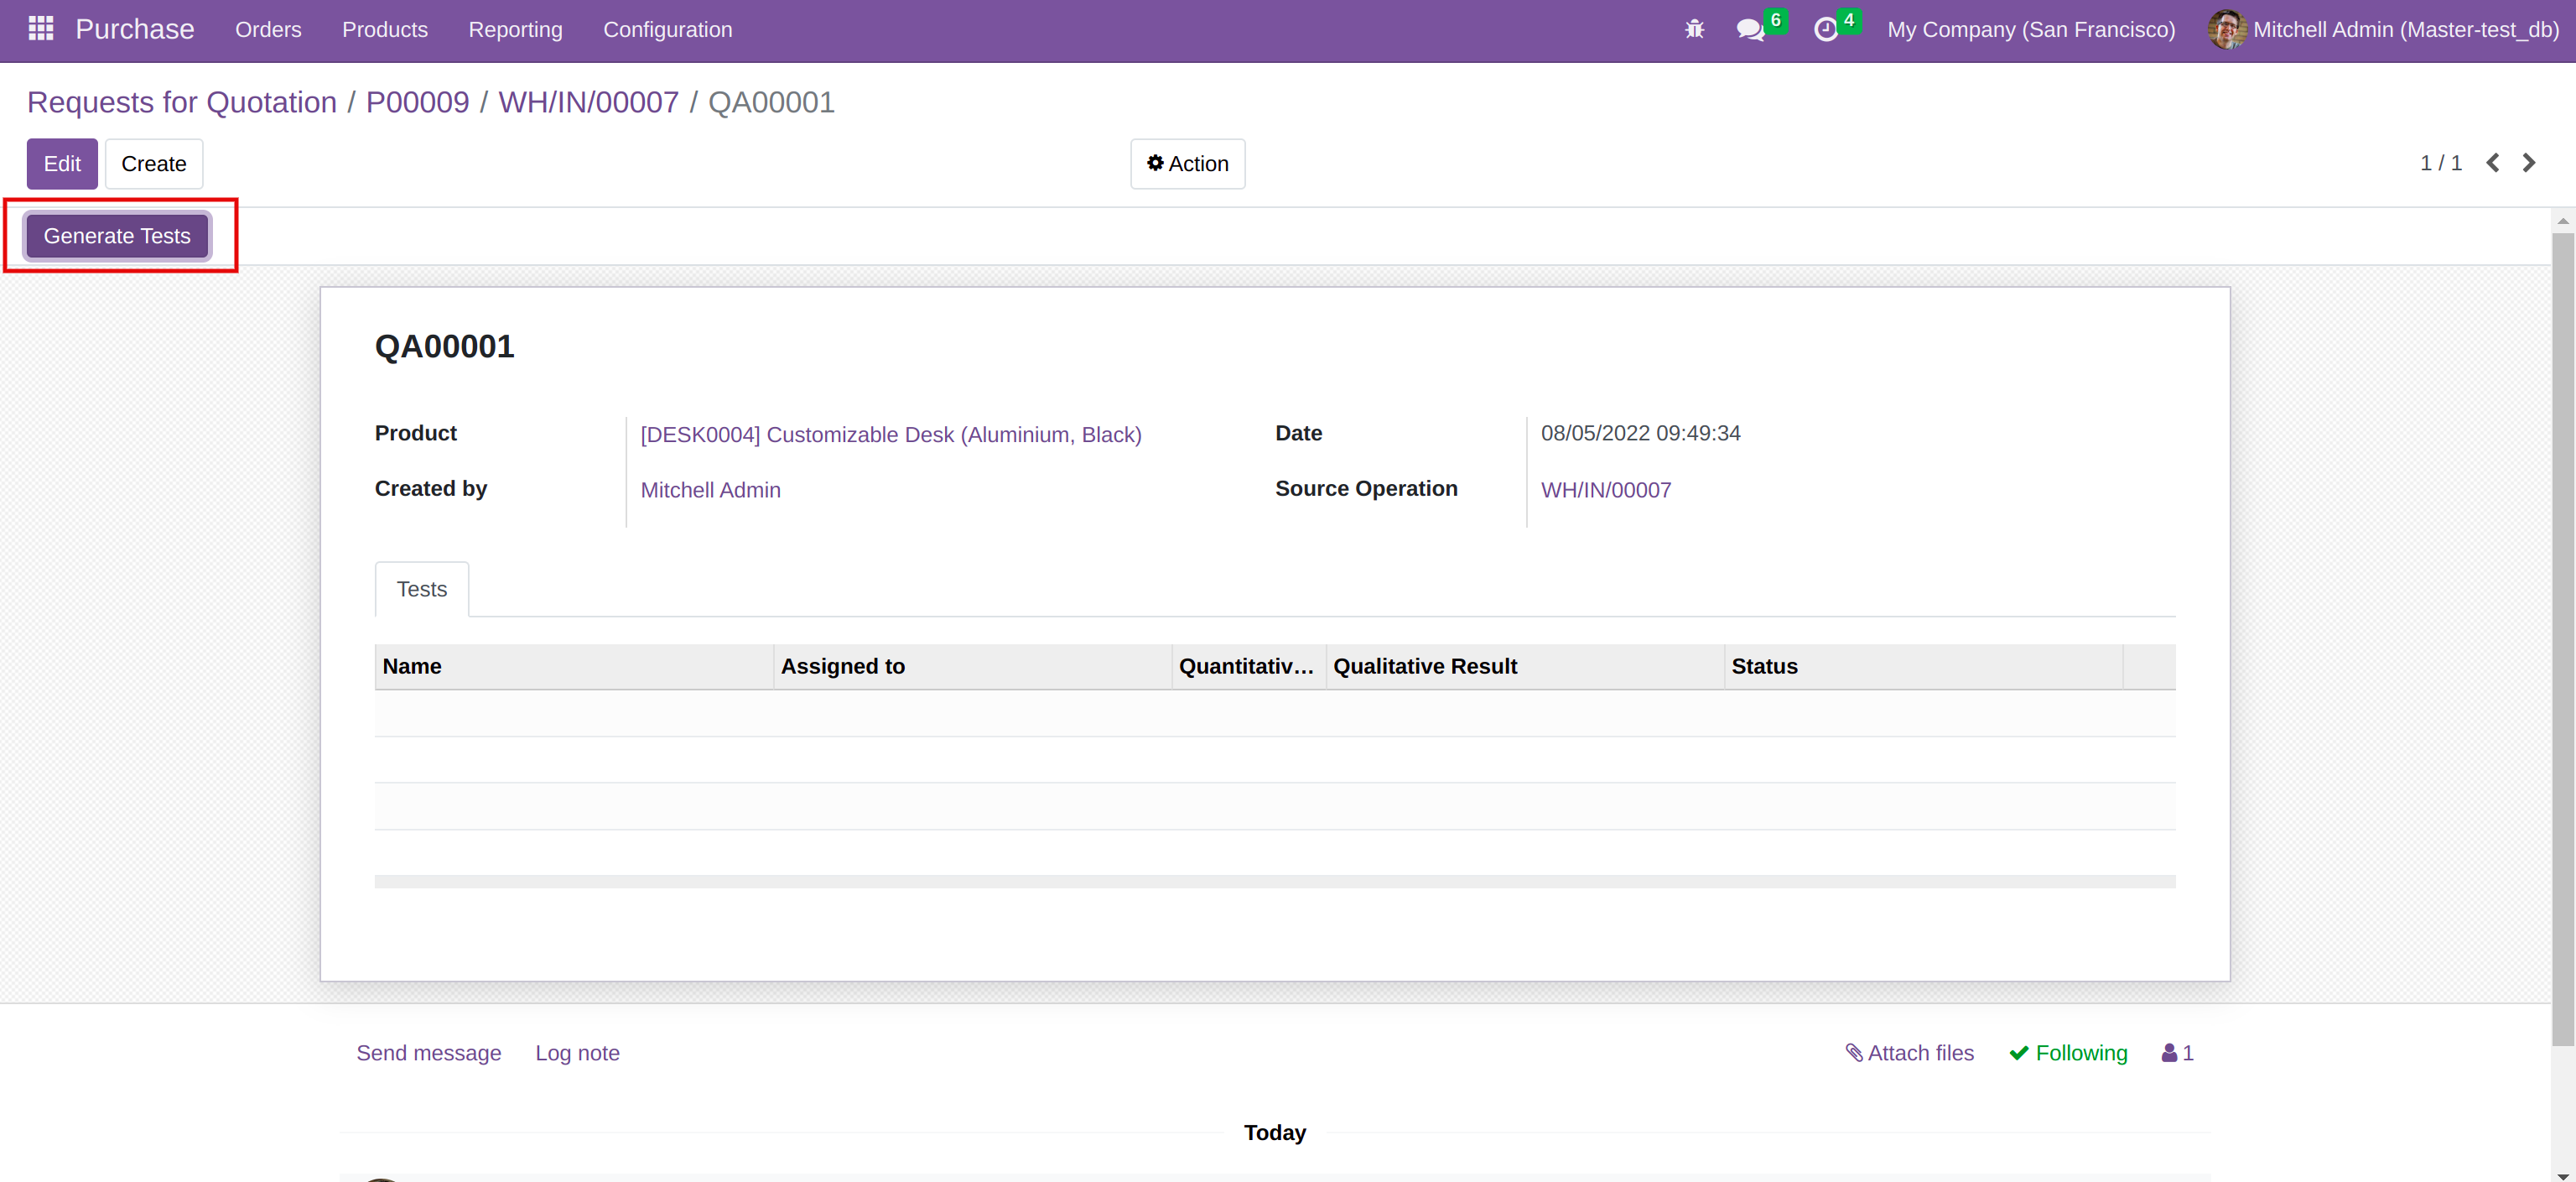 Purchase Orders Products Reporting Configuration 6 4 My Company (San Francisco) Mitchell Admin (Master-test_db)
Requests for Quotation / P00009 / WH/IN/00007 / QA00001
Edit Create Action 1 / 1
Generate Tests
QA00001
Product [DESK0004] Customizable Desk (Aluminium, Black) Date 08/05/2022 09:49:34
Created by Mitchell Admin Source Operation WH/IN/00007
Tests
Name Assigned to Quantitativ... Qualitative Result Status
Send message Log note Attach files Following 1
Today